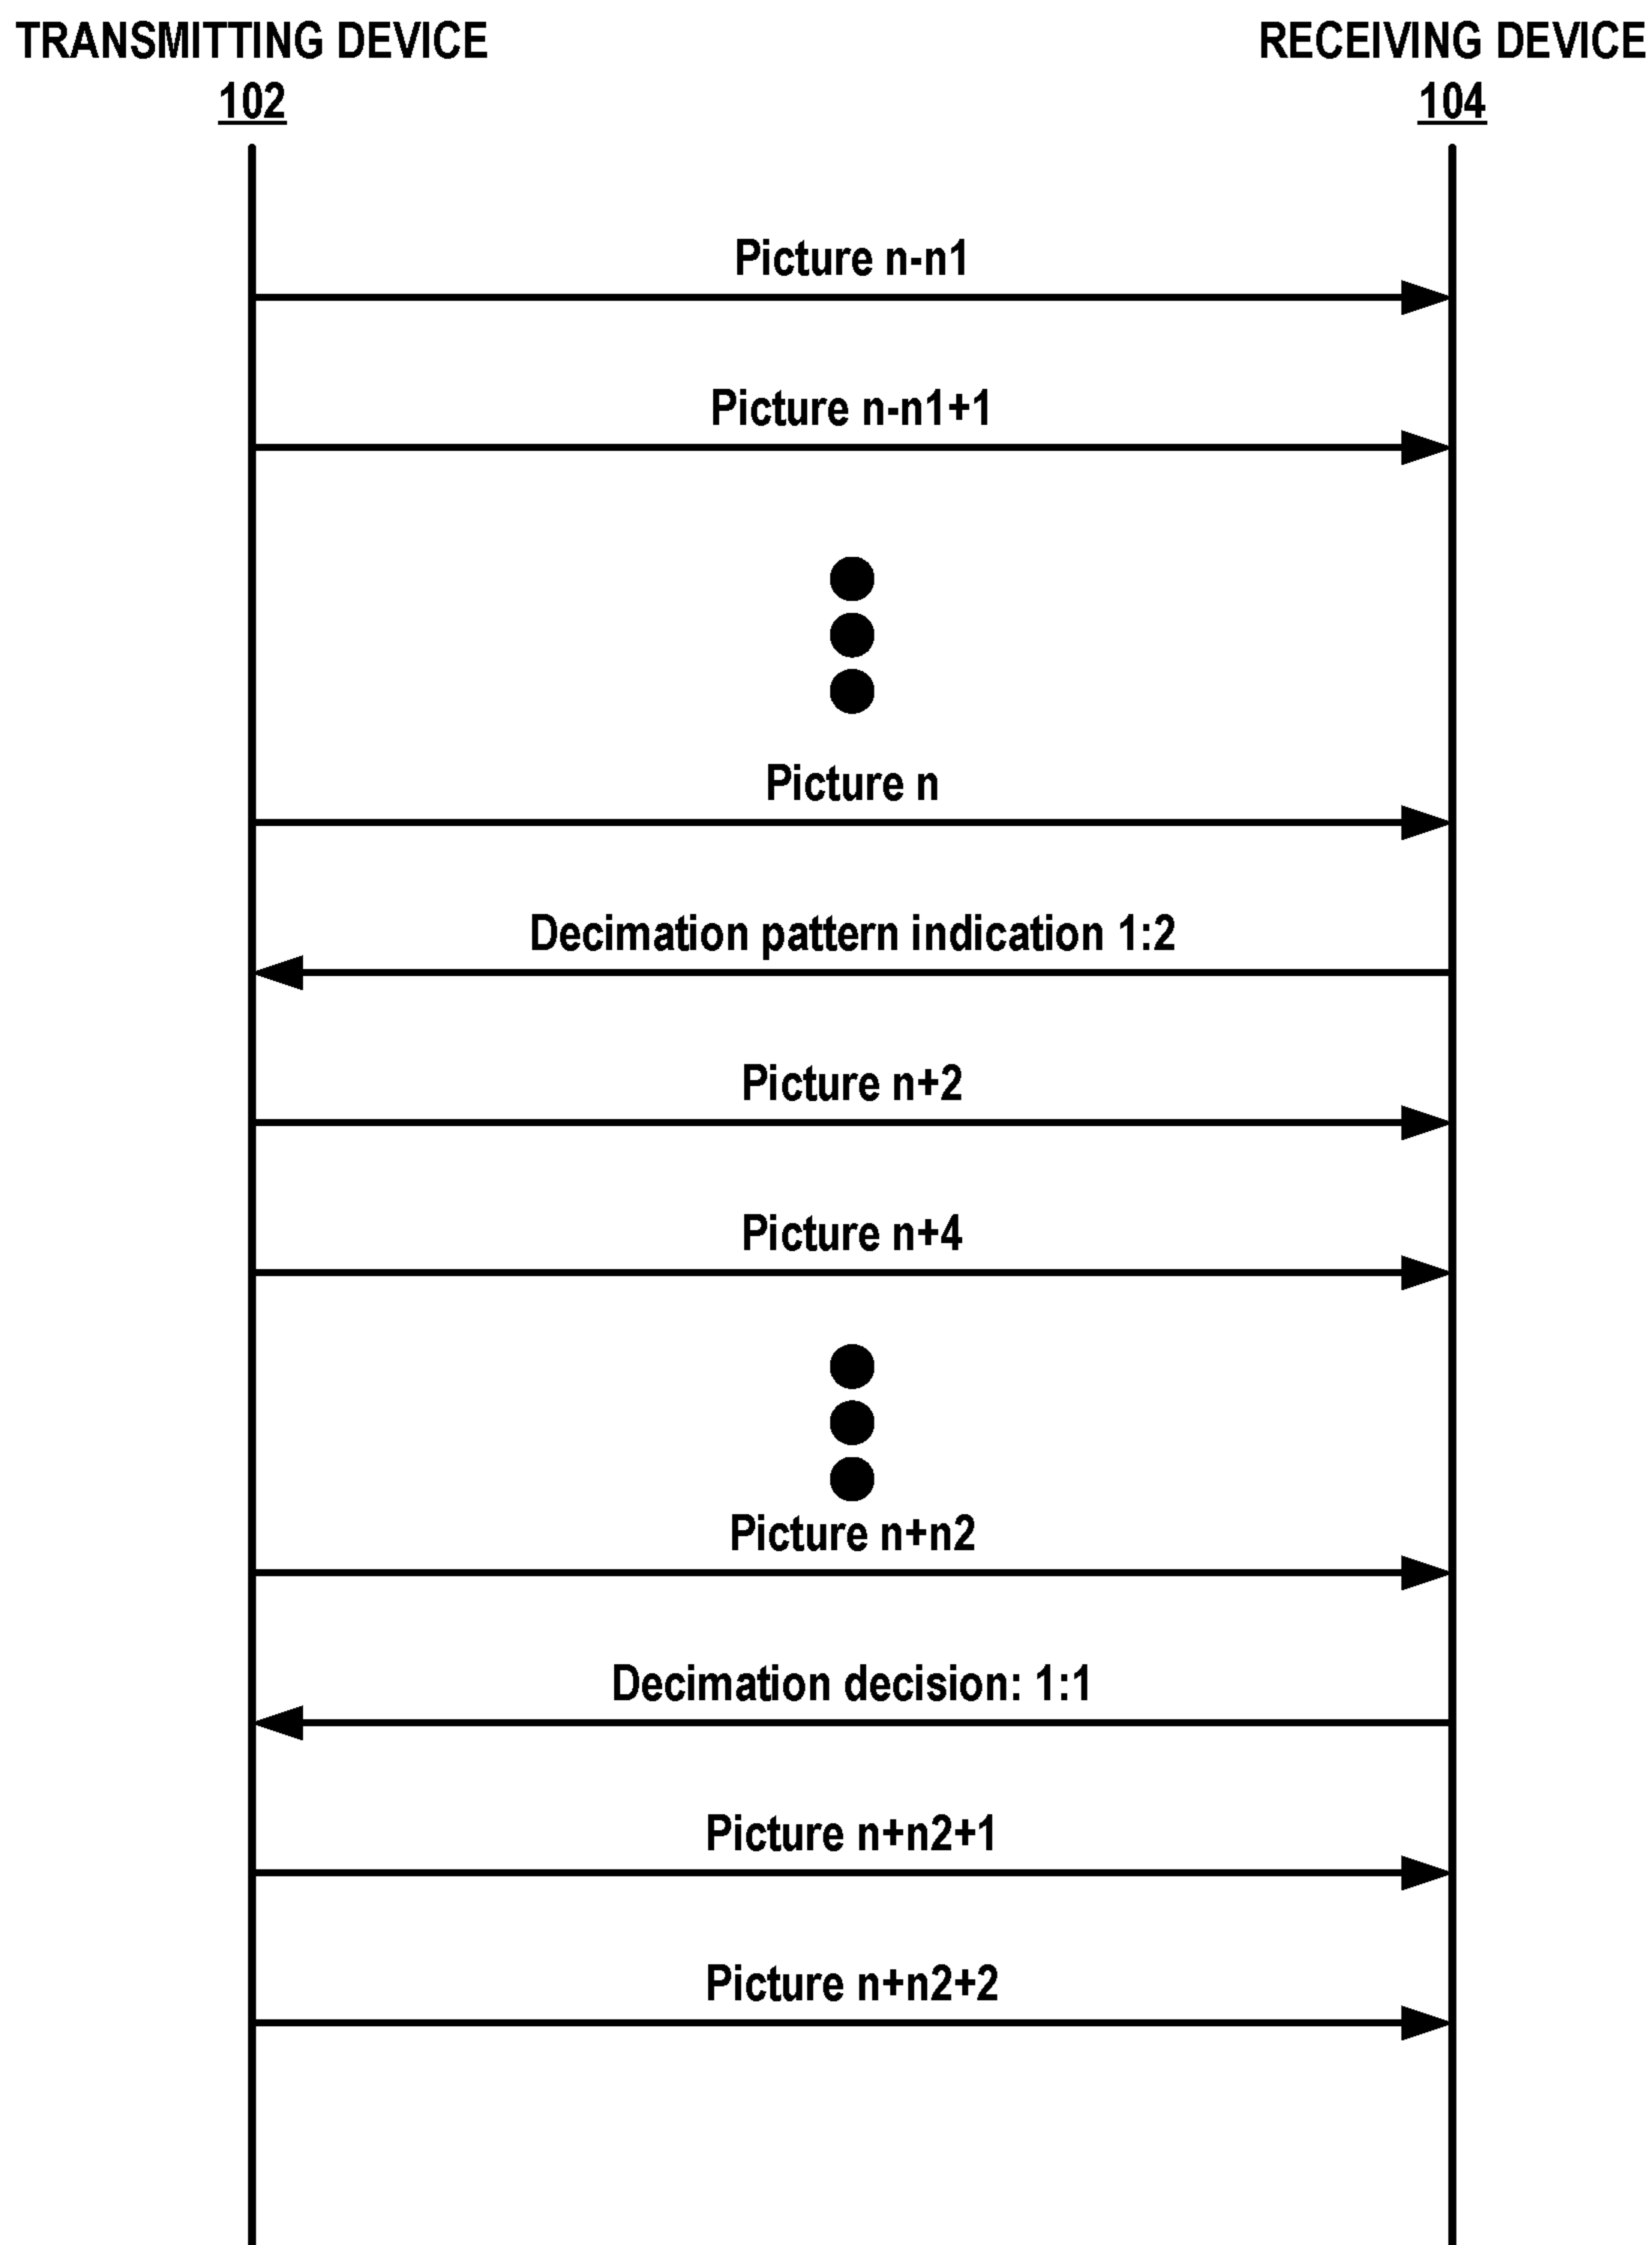 TRANSMITTING DEVICE
102
RECEIVING DEVICE
104
Picture n-n1
Picture n-n1+1
Picture n
Decimation pattern indication 1:2
Picture n+2
Picture n+4
Picture n+n2
Decimation decision: 1:1
Picture n+n2+1
Picture n+n2+2